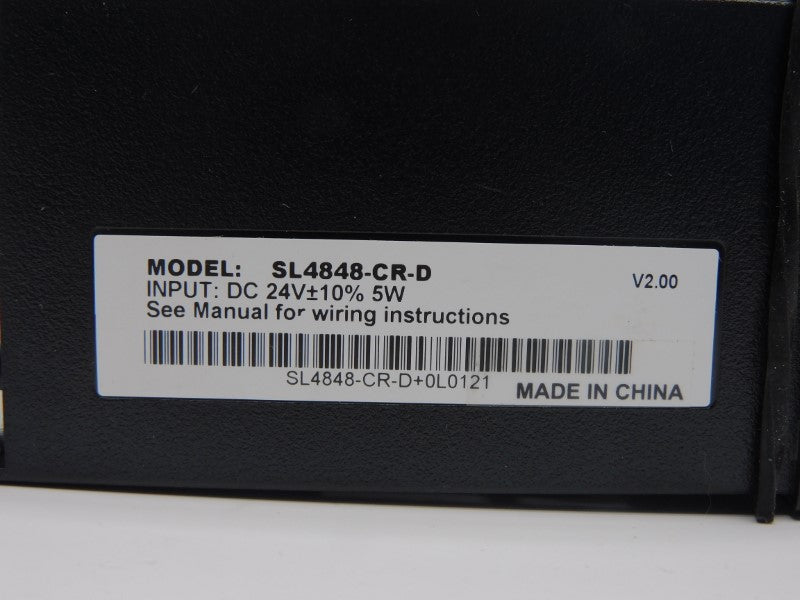 MODEL: SL4848-CR-D
V2.00
INPUT: DC 24V±10% 5W
See Manual for wiring instructions
SL4848-CR-D+0L0121
MADE IN CHINA